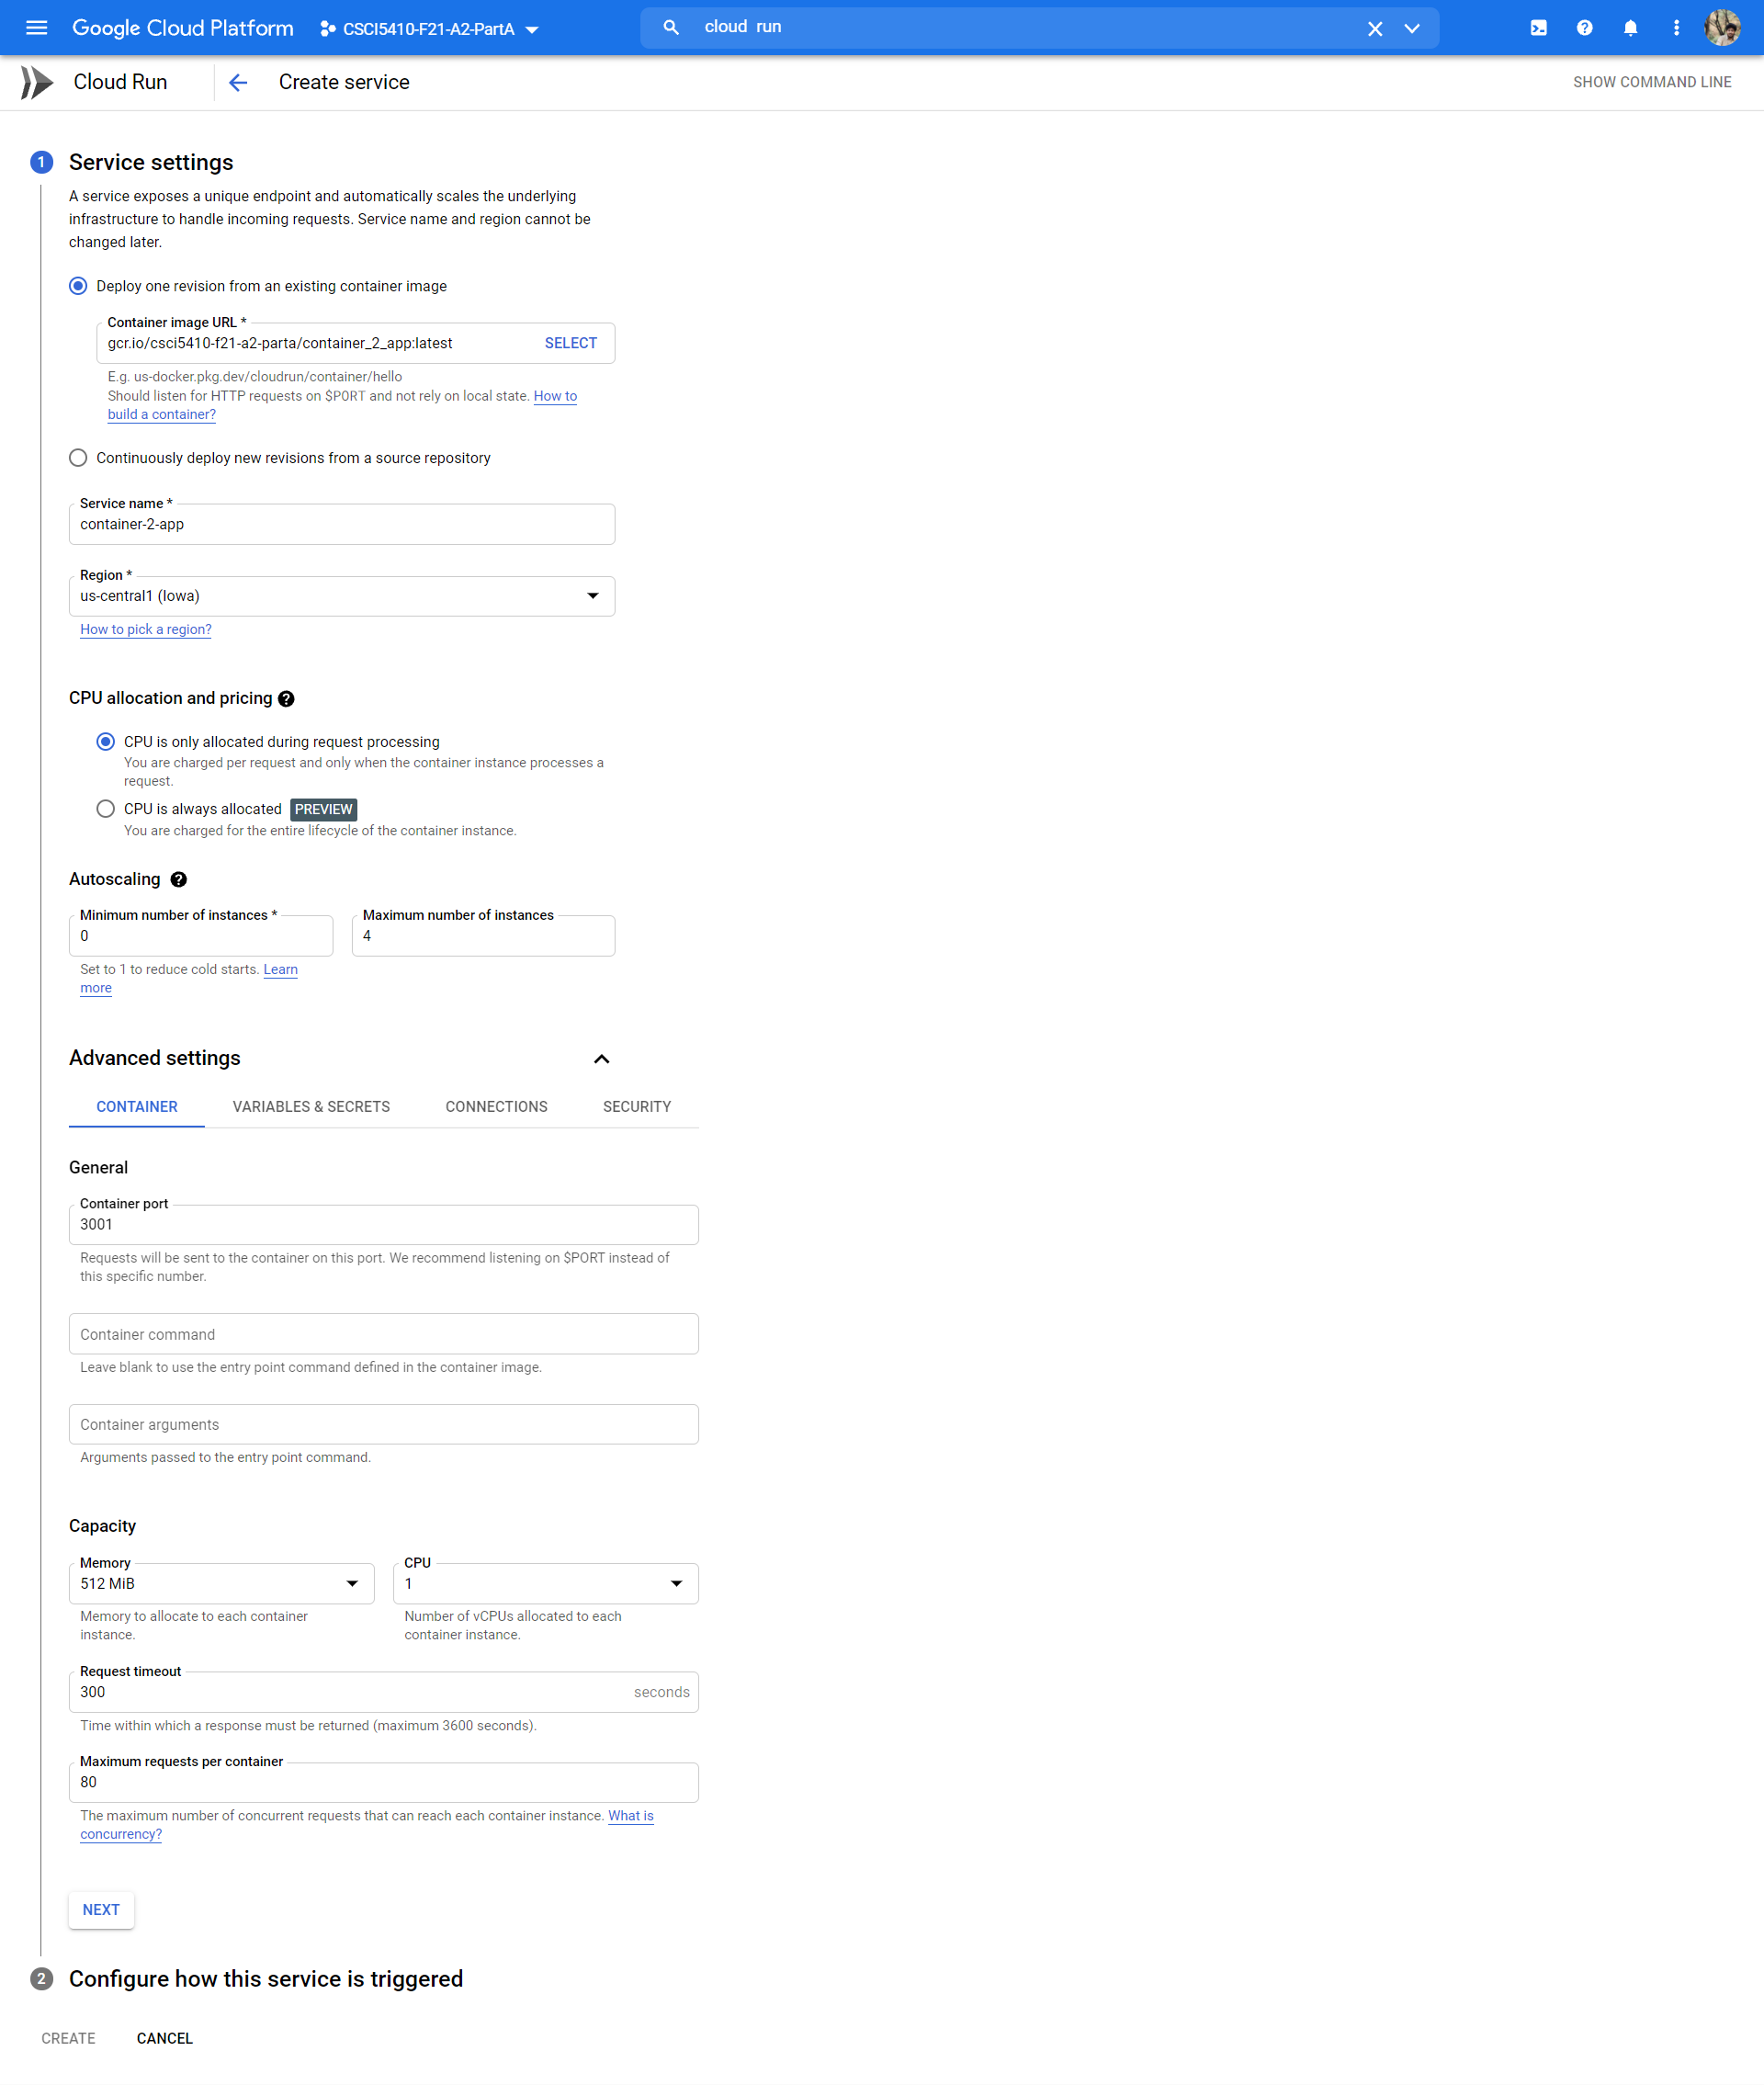 Google Cloud Platform CSCI5410-F21-A2-PartA cloud run
Cloud Run Create service SHOW COMMAND LINE
1 Service settings
A service exposes a unique endpoint and automatically scales the underlying
infrastructure to handle incoming requests. Service name and region cannot be
changed later.
Deploy one revision from an existing container image
Container image URL *
gcr.io/csci5410-f21-a2-parta/container_2_app:latest SELECT
E.g. us-docker.pkg.dev/cloudrun/container/hello
Should listen for HTTP requests on $PORT and not rely on local state. How to
build a container?
Continuously deploy new revisions from a source repository
Service name *
container-2-app
Region *
us-central1 (Iowa)
How to pick a region?
CPU allocation and pricing ?
CPU is only allocated during request processing
You are charged per request and only when the container instance processes a
request.
CPU is always allocated PREVIEW
You are charged for the entire lifecycle of the container instance.
Autoscaling ?
Minimum number of instances * Maximum number of instances
0 4
Set to 1 to reduce cold starts. Learn
more
Advanced settings
CONTAINER VARIABLES & SECRETS CONNECTIONS SECURITY
General
Container port
3001
Requests will be sent to the container on this port. We recommend listening on $PORT instead of
this specific number.
Container command
Leave blank to use the entry point command defined in the container image.
Container arguments
Arguments passed to the entry point command.
Capacity
Memory CPU
512 MiB 1
Memory to allocate to each container Number of vCPUs allocated to each
instance. container instance.
Request timeout
300 seconds
Time within which a response must be returned (maximum 3600 seconds).
Maximum requests per container
80
The maximum number of concurrent requests that can reach each container instance. What is
concurrency?
NEXT
2 Configure how this service is triggered
CREATE CANCEL